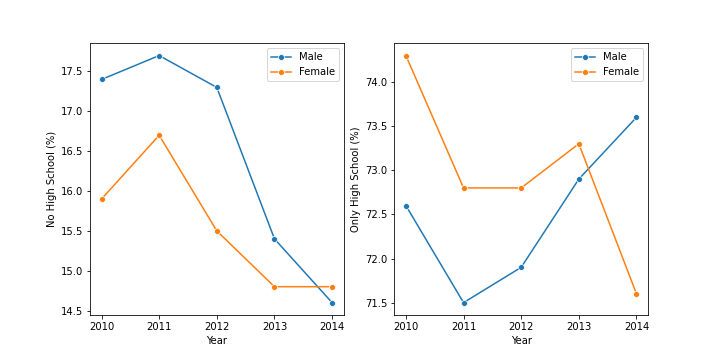 Male
Female
17.5
17.0
16.5
16.0
15.5
15.0
14.5
No High School (%)
2010 2011 2012 2013 2014
Year
Male
Female
74.0
73.5
73.0
72.5
72.0
71.5
Only High School (%)
2010 2011 2012 2013 2014
Year